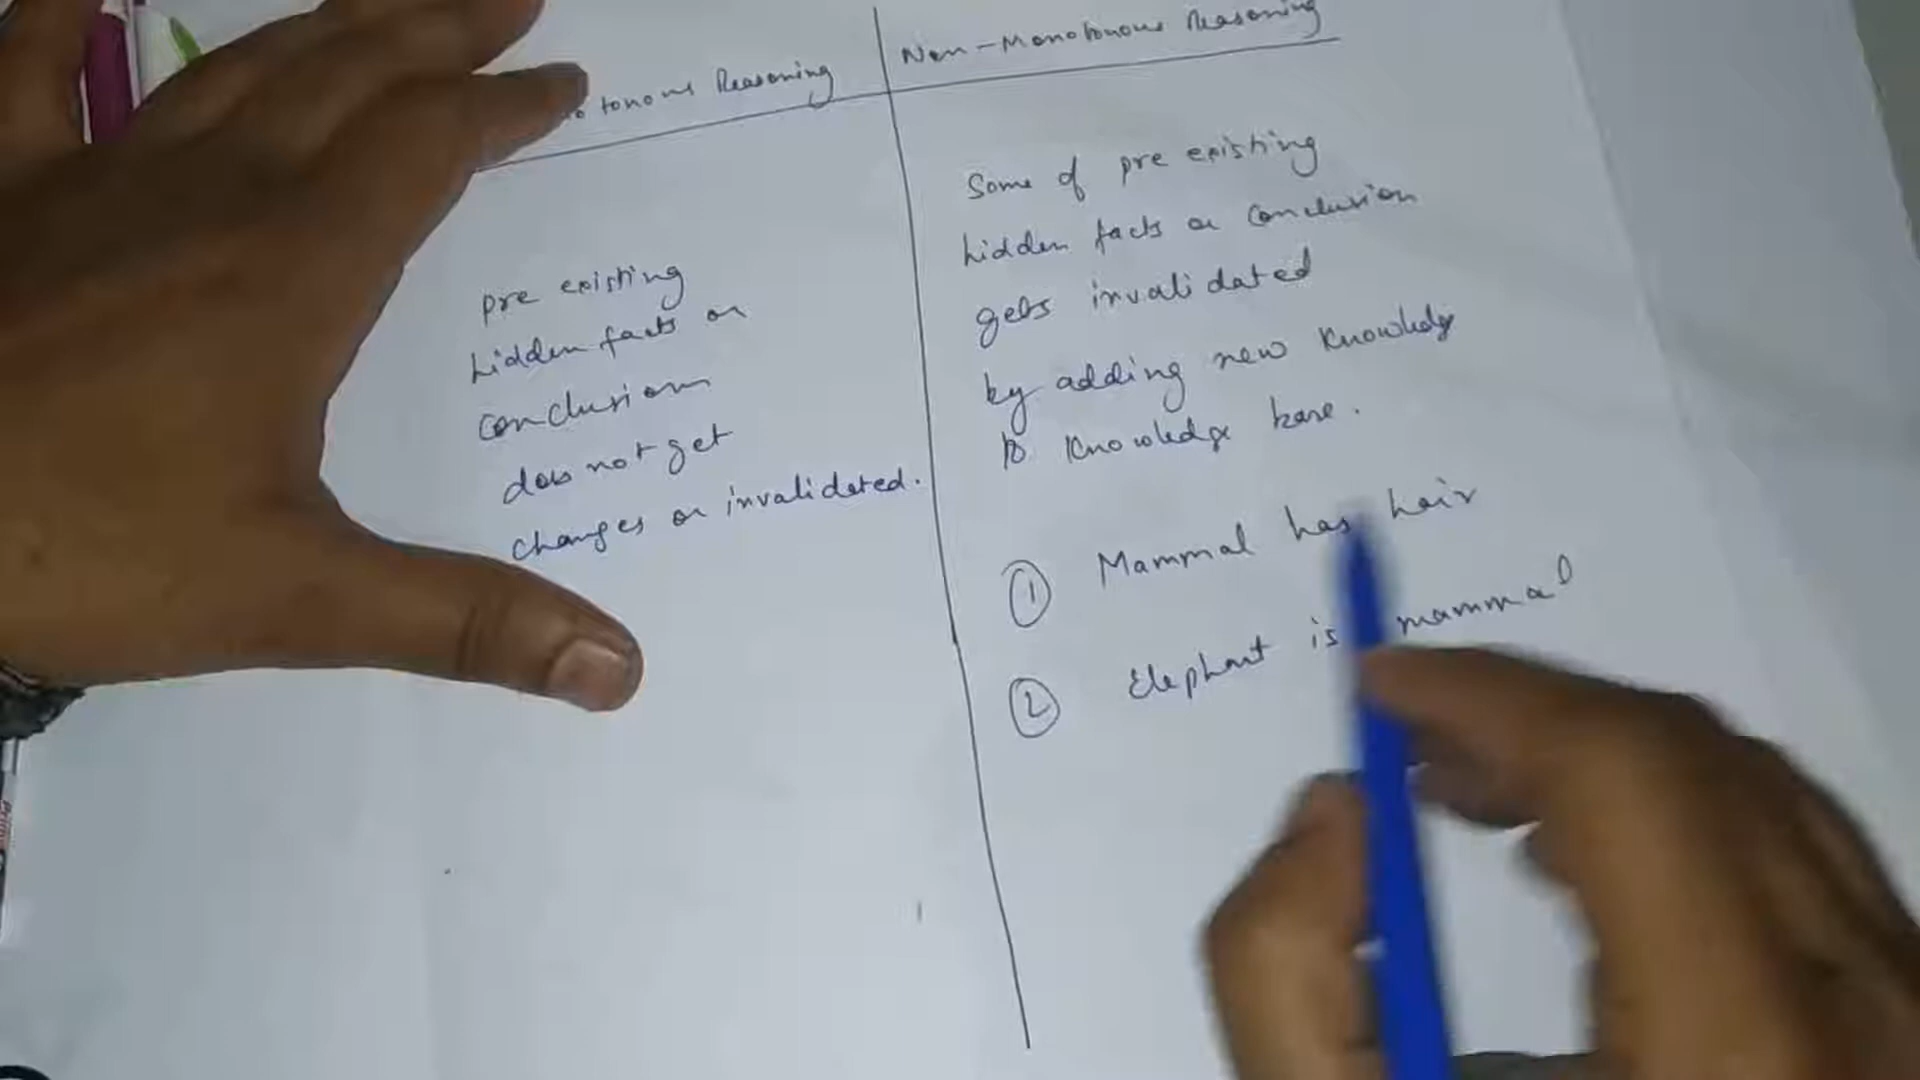 tonous Reasoning
Non-Monotonous Reasoning
pre existing
hidden facts or
conclusion
does not get
changes or invalidated.
Some of pre existing
hidden facts or conclusion
gets invalidated
by adding new knowledge
to knowledge base.
① Mammal has hair
② Elephant is mammal